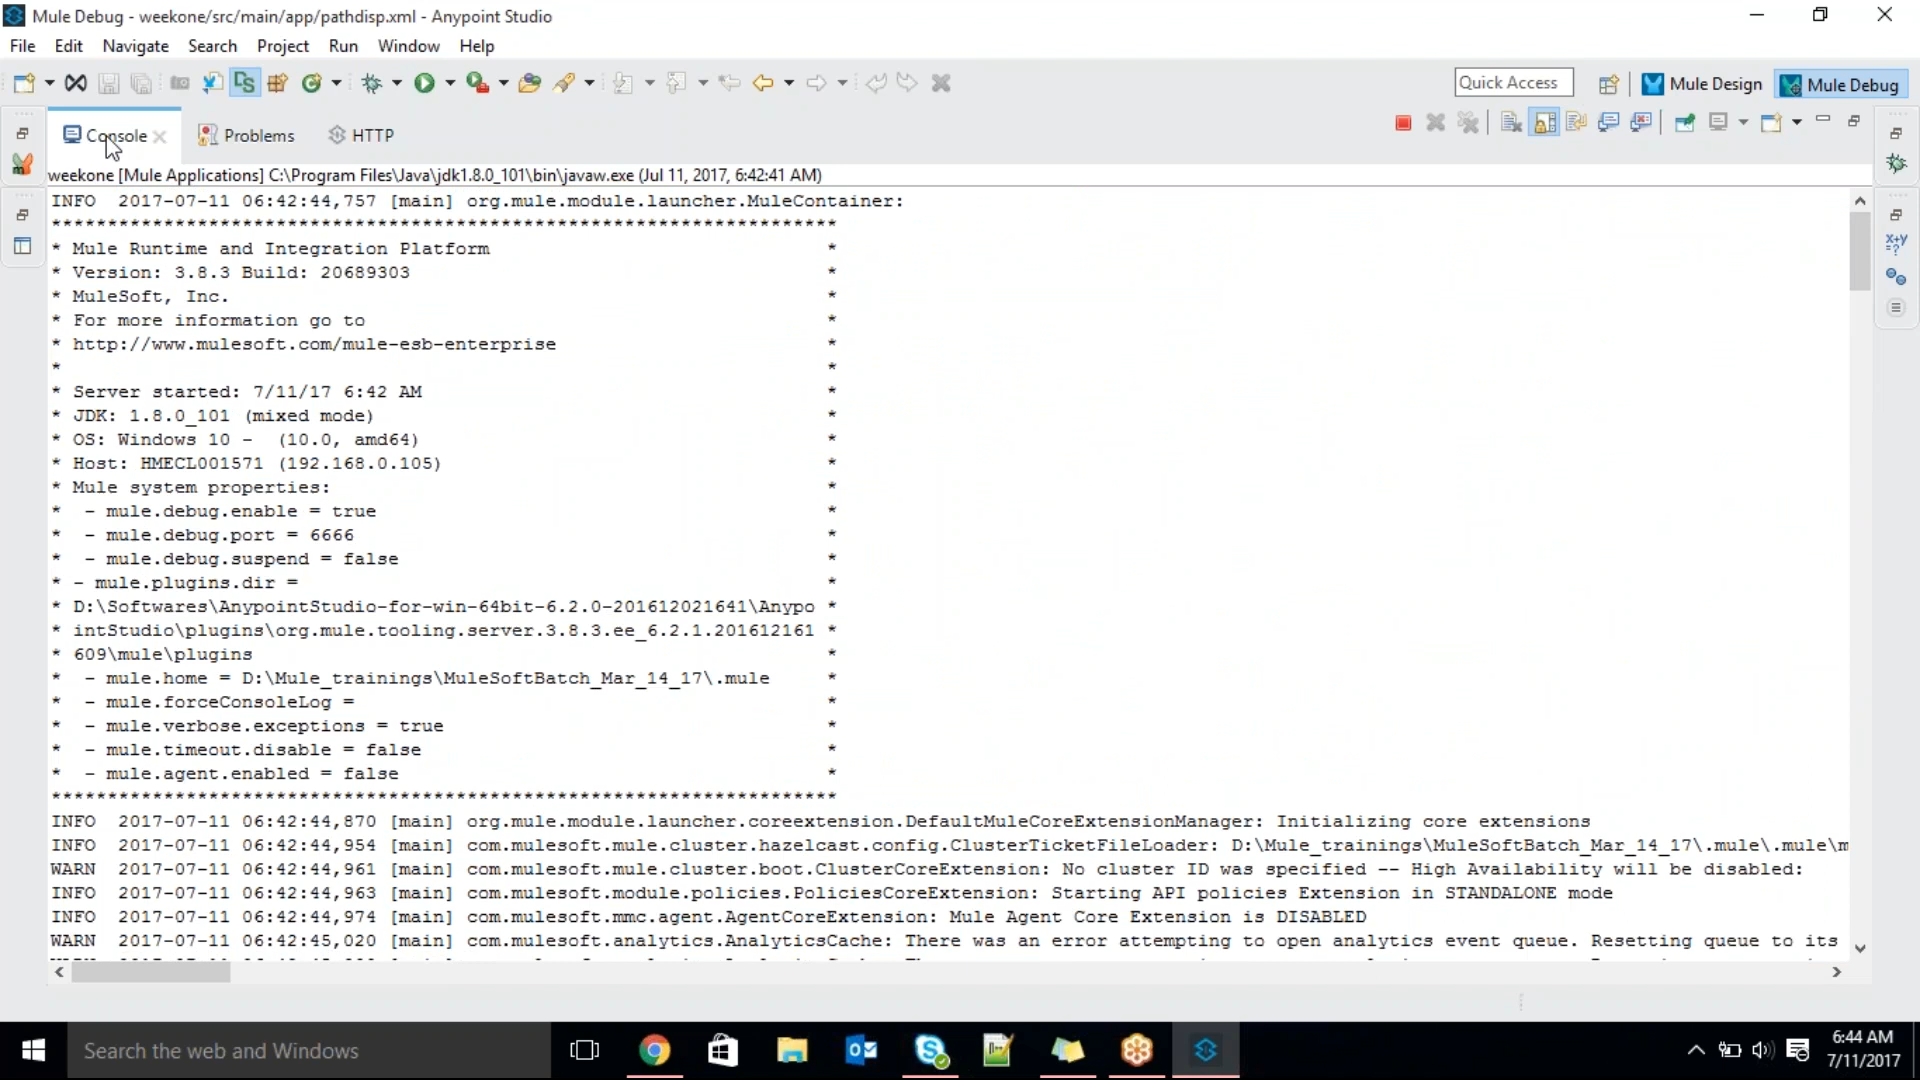 Mule Debug - weekone/src/main/app/pathdisp.xml - Anypoint Studio
File Edit Navigate Search Project Run Window Help
Quick Access Mule Design Mule Debug
Console Problems HTTP
weekone [Mule Applications] C:\Program Files\Java\jdk1.8.0_101\bin\javaw.exe (Jul 11, 2017, 6:42:41 AM)
INFO 2017-07-11 06:42:44,757 [main] org.mule.module.launcher.MuleContainer:
**********************************************************************
* Mule Runtime and Integration Platform *
* Version: 3.8.3 Build: 20689303 *
* MuleSoft, Inc. *
* For more information go to *
* http://www.mulesoft.com/mule-esb-enterprise *
* *
* Server started: 7/11/17 6:42 AM *
* JDK: 1.8.0_101 (mixed mode) *
* OS: Windows 10 - (10.0, amd64) *
* Host: HMECL001571 (192.168.0.105) *
* Mule system properties: *
* - mule.debug.enable = true *
* - mule.debug.port = 6666 *
* - mule.debug.suspend = false *
* - mule.plugins.dir = *
* D:\Softwares\AnypointStudio-for-win-64bit-6.2.0-201612021641\Anypo *
* intStudio\plugins\org.mule.tooling.server.3.8.3.ee_6.2.1.201612161 *
* 609\mule\plugins *
* - mule.home = D:\Mule_trainings\MuleSoftBatch_Mar_14_17\.mule *
* - mule.forceConsoleLog = *
* - mule.verbose.exceptions = true *
* - mule.timeout.disable = false *
* - mule.agent.enabled = false *
**********************************************************************
INFO 2017-07-11 06:42:44,870 [main] org.mule.module.launcher.coreextension.DefaultMuleCoreExtensionManager: Initializing core extensions
INFO 2017-07-11 06:42:44,954 [main] com.mulesoft.mule.cluster.hazelcast.config.ClusterTicketFileLoader: D:\Mule_trainings\MuleSoftBatch_Mar_14_17\.mule\.mule\m
WARN 2017-07-11 06:42:44,961 [main] com.mulesoft.mule.cluster.boot.ClusterCoreExtension: No cluster ID was specified -- High Availability will be disabled:
INFO 2017-07-11 06:42:44,963 [main] com.mulesoft.module.policies.PoliciesCoreExtension: Starting API policies Extension in STANDALONE mode
INFO 2017-07-11 06:42:44,974 [main] com.mulesoft.mmc.agent.AgentCoreExtension: Mule Agent Core Extension is DISABLED
WARN 2017-07-11 06:42:45,020 [main] com.mulesoft.analytics.AnalyticsCache: There was an error attempting to open analytics event queue. Resetting queue to its
Search the web and Windows
6:44 AM
7/11/2017